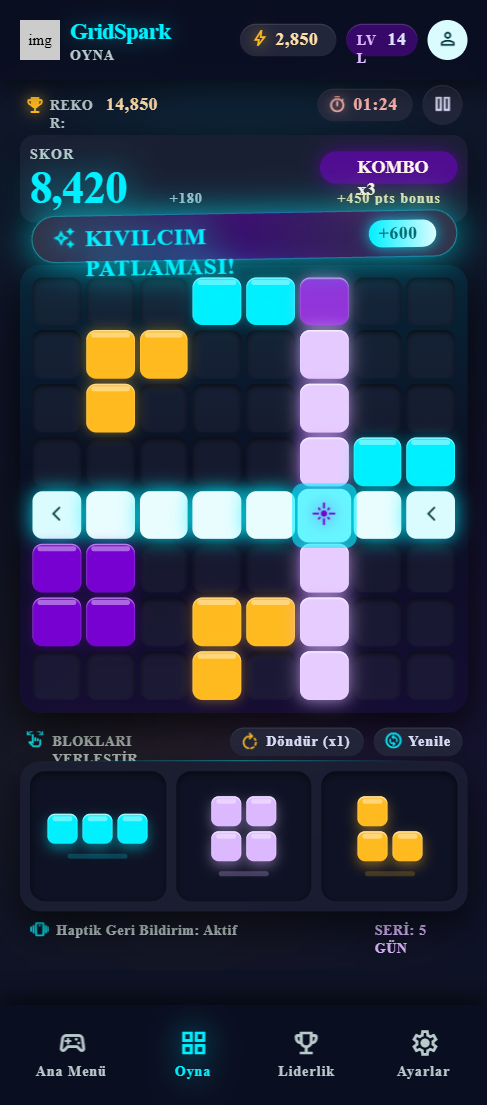 img
GridSpark
OYNA
2,850
LV
L
14
REKO
R:
14,850
01:24
SKOR
8,420
+180
KOMBO
x3
+450 pts bonus
KIVILCIM
PATLAMASI!
+600
BLOKLARI
YERLEŞTİR
Döndür (x1)
Yenile
Haptik Geri Bildirim: Aktif
SERİ: 5
GÜN
Ana Menü
Oyna
Liderlik
Ayarlar